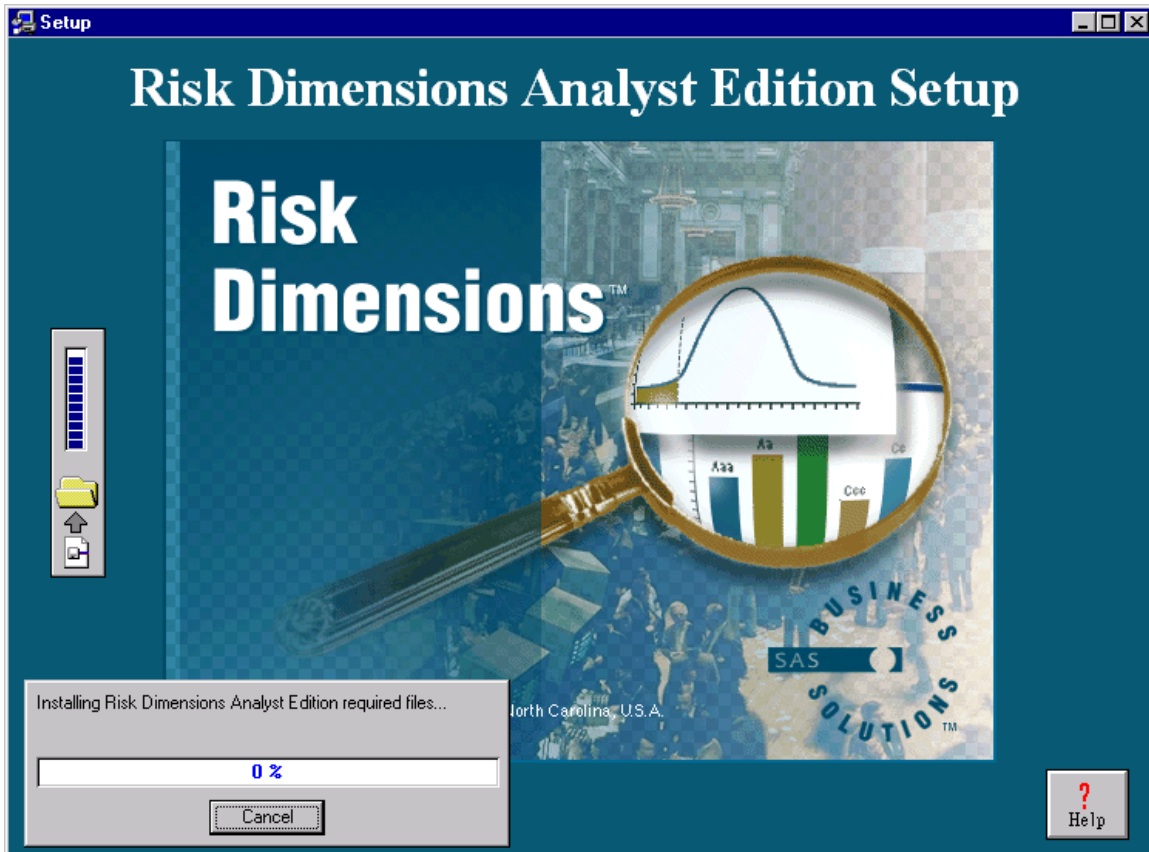 Setup
Risk Dimensions Analyst Edition Setup
Risk
Dimensions™
Aaa
Aa
Ccc
Cc
BUSINESS
SAS
SOLUTIONS™
Installing Risk Dimensions Analyst Edition required files...
North Carolina, U.S.A.
0 %
Cancel
?
Help